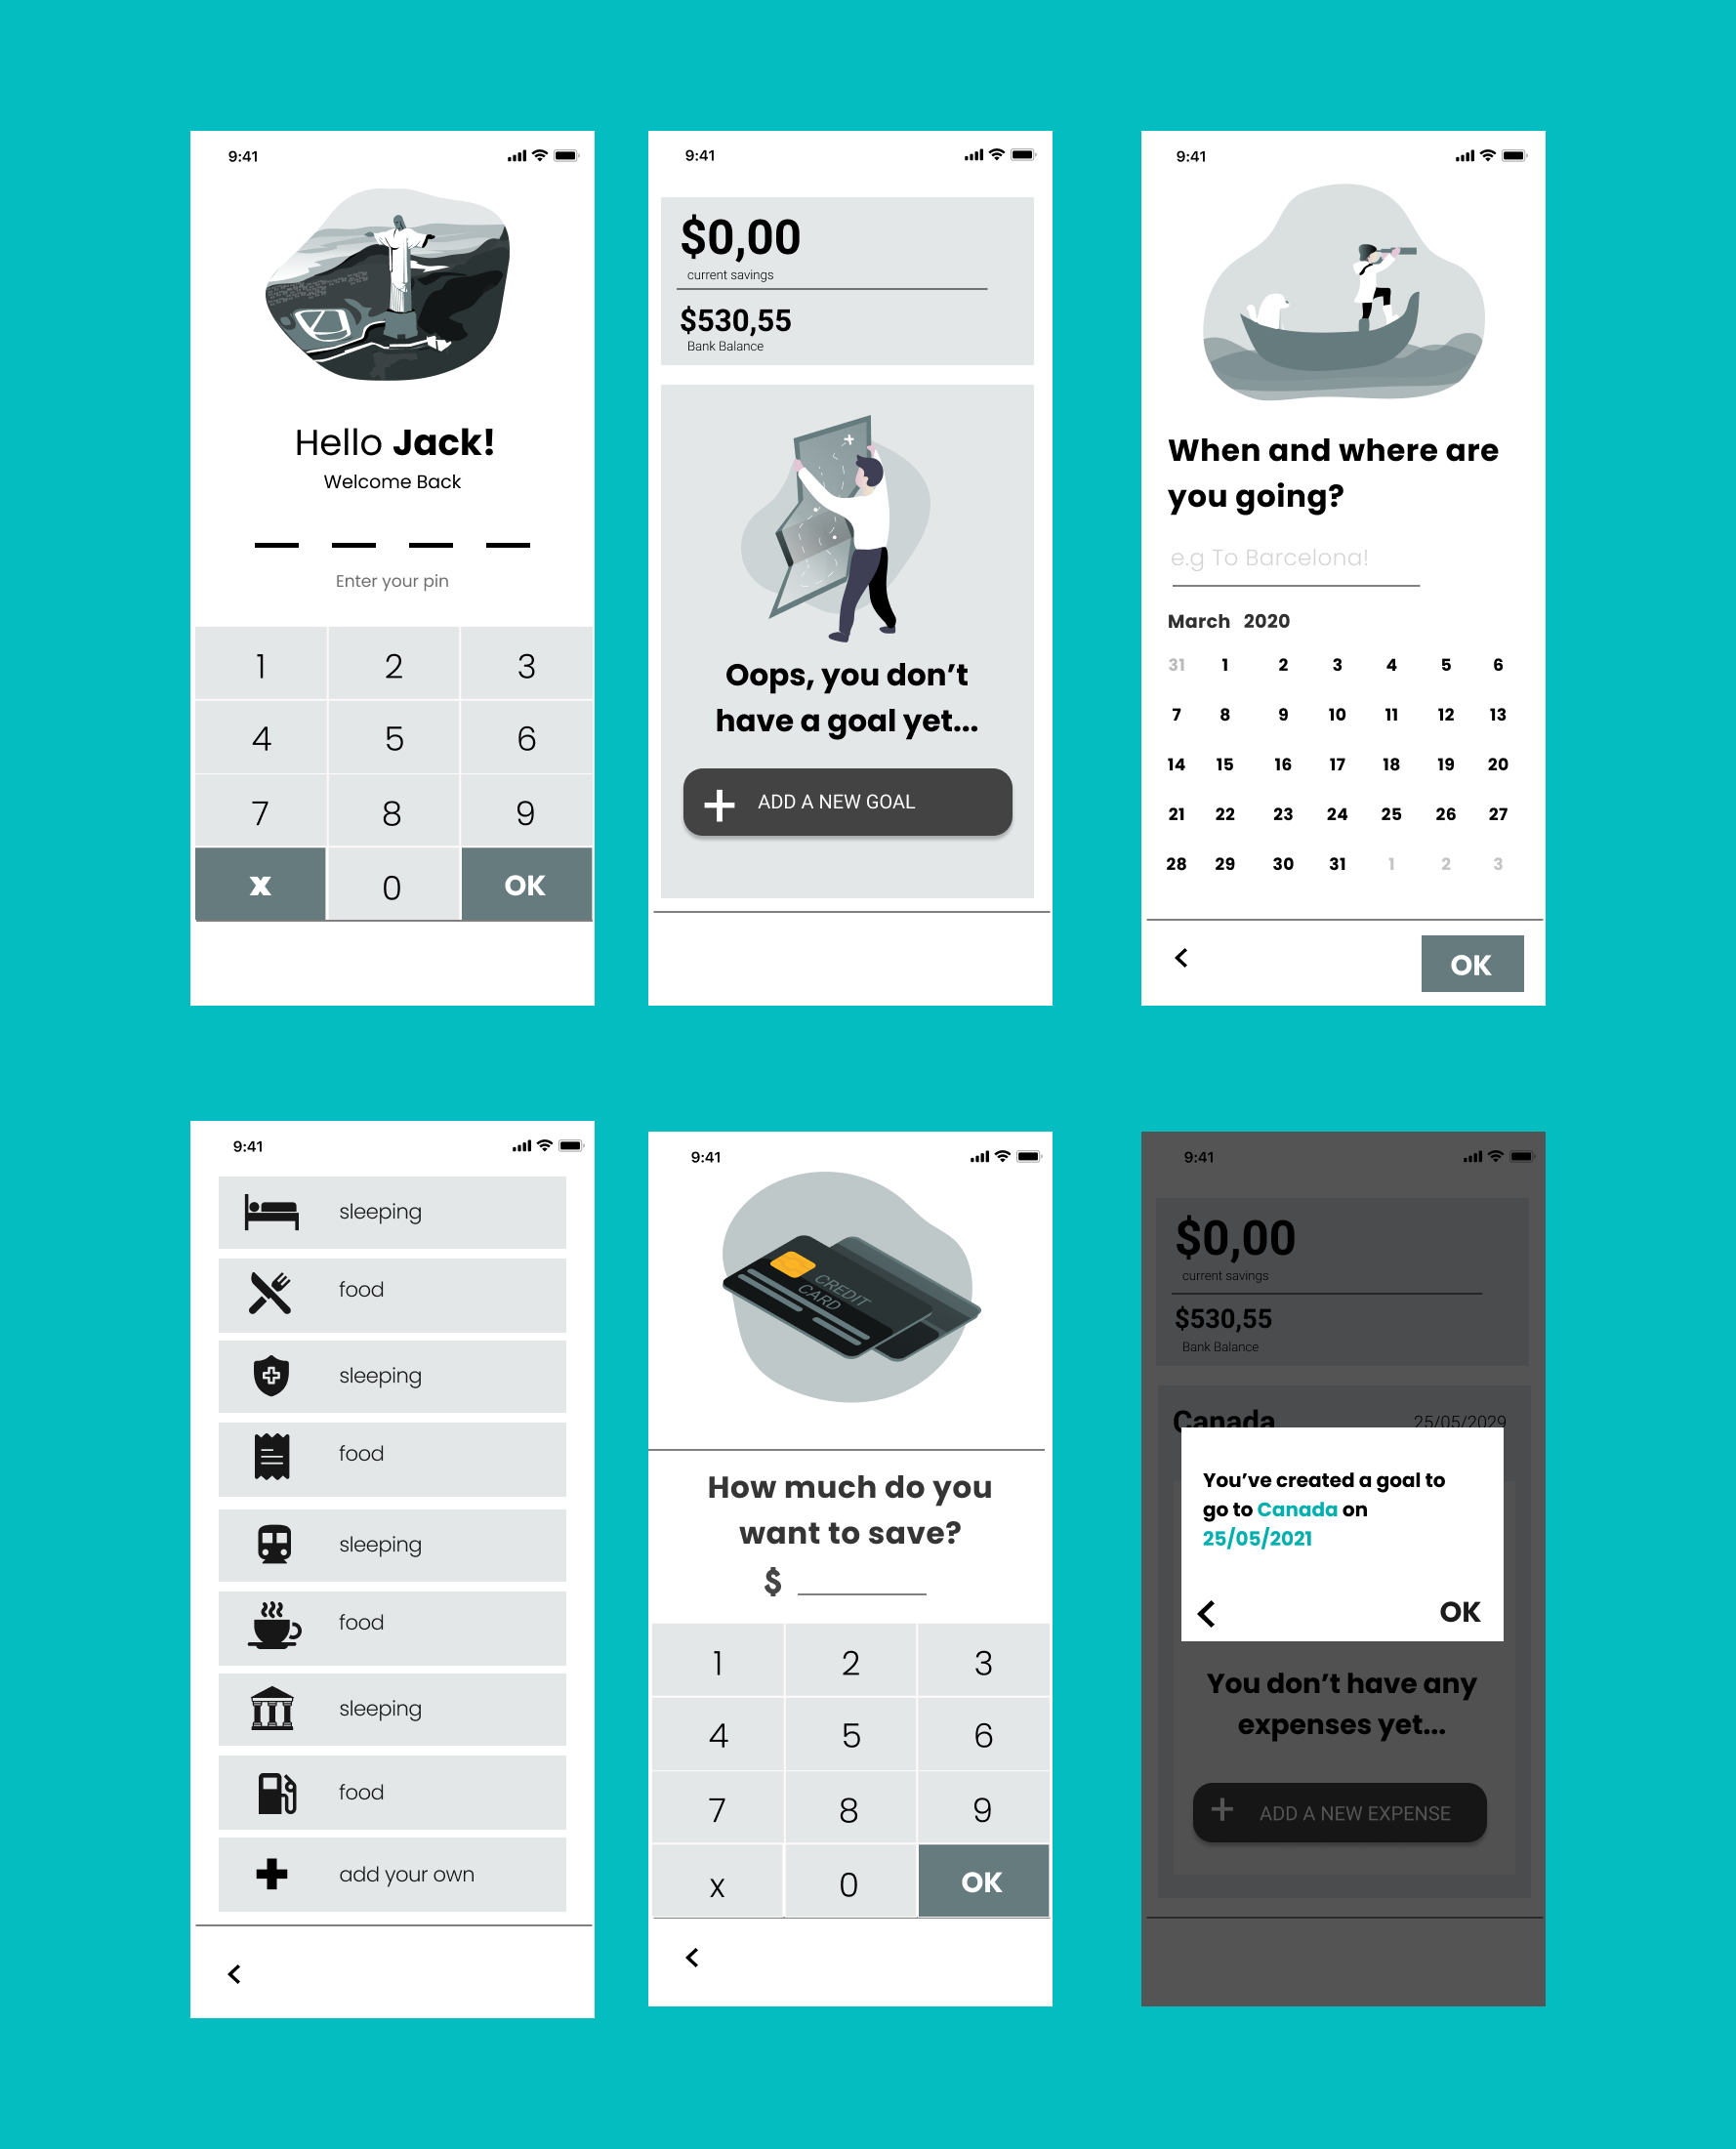 9:41
Hello Jack!
Welcome Back
Enter your pin
1 2 3
4 5 6
7 8 9
x 0 OK
9:41
$0,00
current savings
$530,55
Bank Balance
Oops, you don't
have a goal yet...
ADD A NEW GOAL
9:41
When and where are
you going?
e.g To Barcelona!
March 2020
31 1 2 3 4 5 6
7 8 9 10 11 12 13
14 15 16 17 18 19 20
21 22 23 24 25 26 27
28 29 30 31 1 2 3
OK
9:41
sleeping
food
sleeping
food
sleeping
food
sleeping
food
add your own
9:41
CREDIT
CARD
How much do you
want to save?
$
1 2 3
4 5 6
7 8 9
x 0 OK
9:41
$0,00
current savings
$530,55
Bank Balance
Canada 25/05/2029
You've created a goal to
go to Canada on
25/05/2021
OK
You don't have any
expenses yet...
ADD A NEW EXPENSE